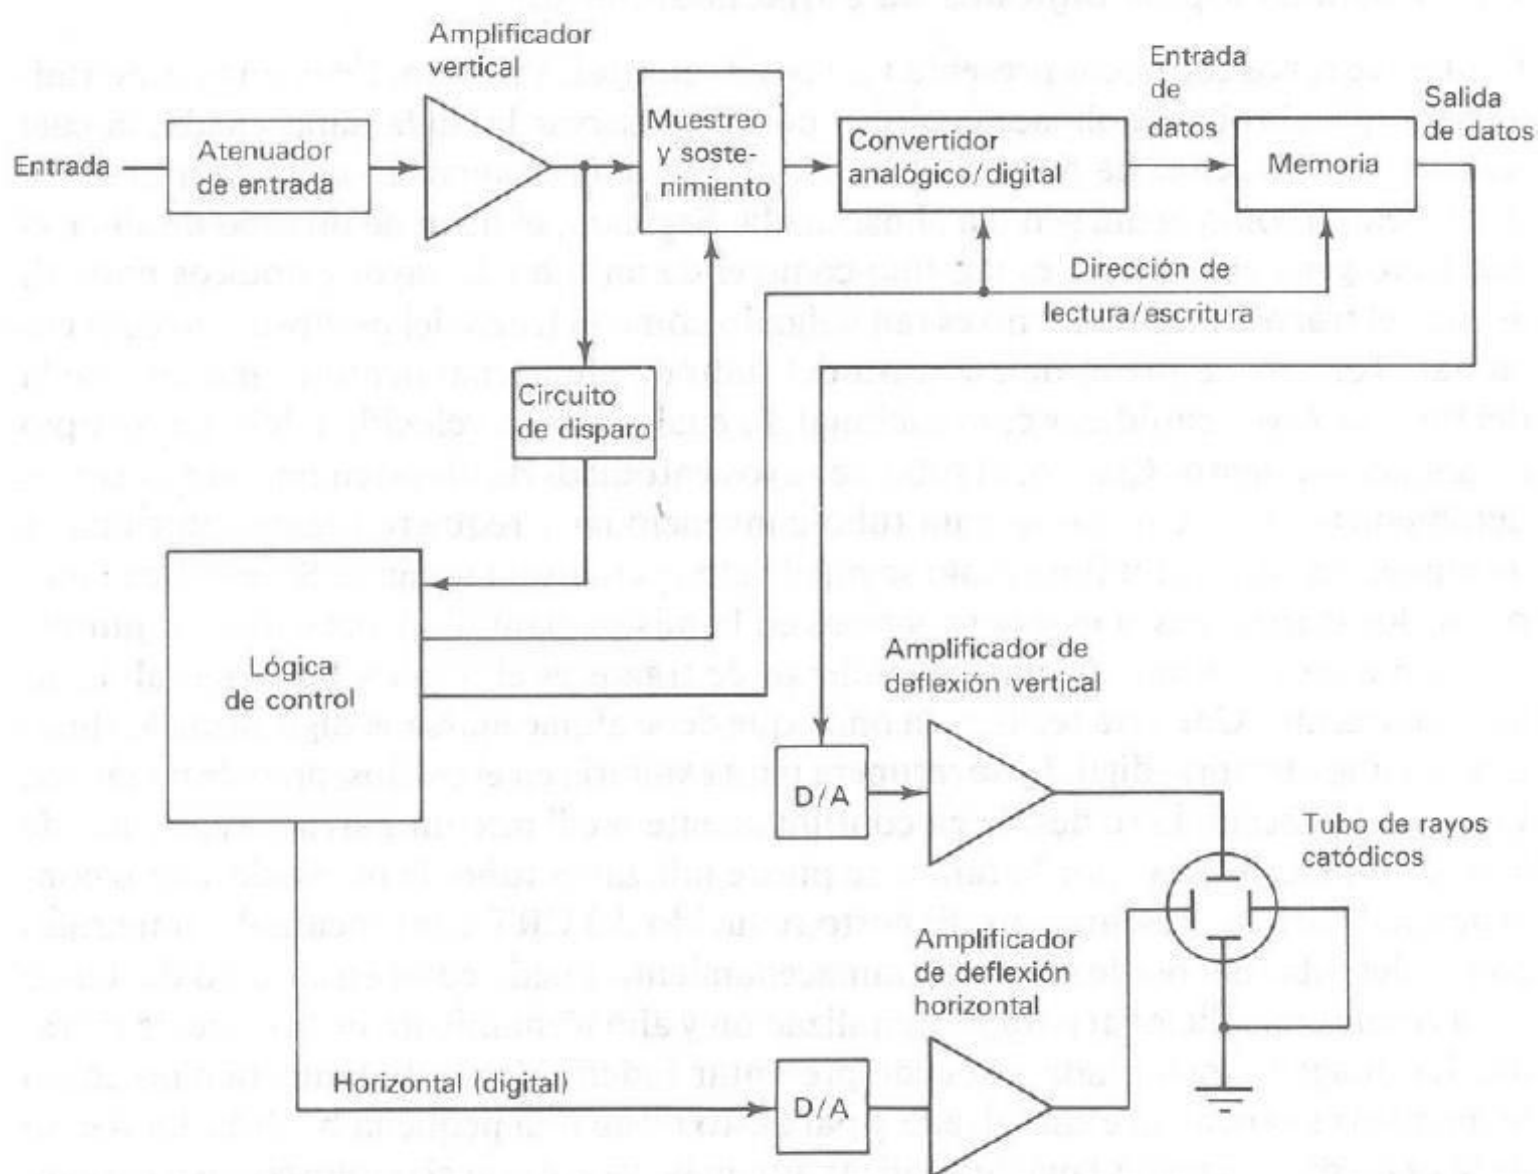 Amplificador
vertical
Entrada
Atenuador
de entrada
Muestreo
y soste-
nimiento
Convertidor
analógico/digital
Entrada
de
datos
Memoria
Salida
de datos
Dirección de
lectura/escritura
Circuito
de disparo
Lógica
de control
Amplificador de
deflexión vertical
D/A
Tubo de rayos
catódicos
Amplificador
de deflexión
horizontal
Horizontal (digital)
D/A